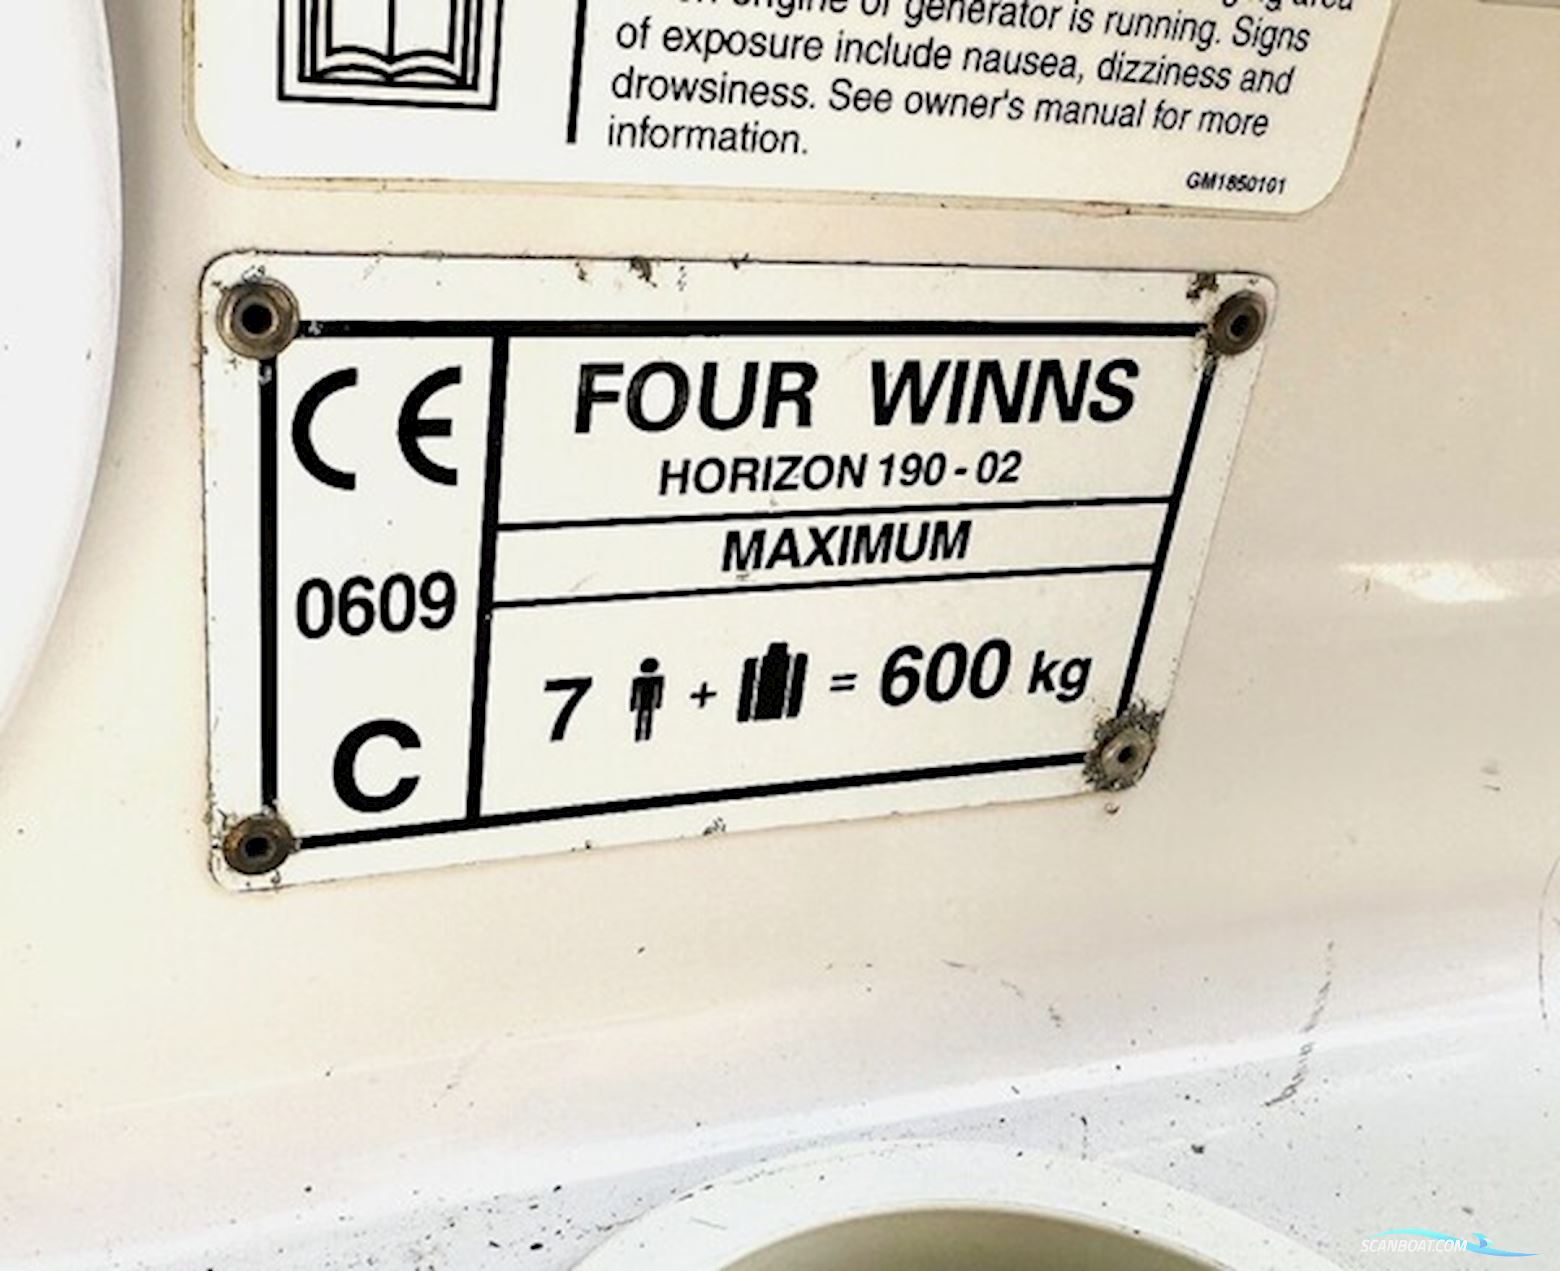 engine or generator is running. Signs
of exposure include nausea, dizziness and
drowsiness. See owner's manual for more
information.
GM1850101
CE
FOUR WINNS
HORIZON 190 - 02
MAXIMUM
0609
7 + = 600 kg
C
SCANBOAT.COM